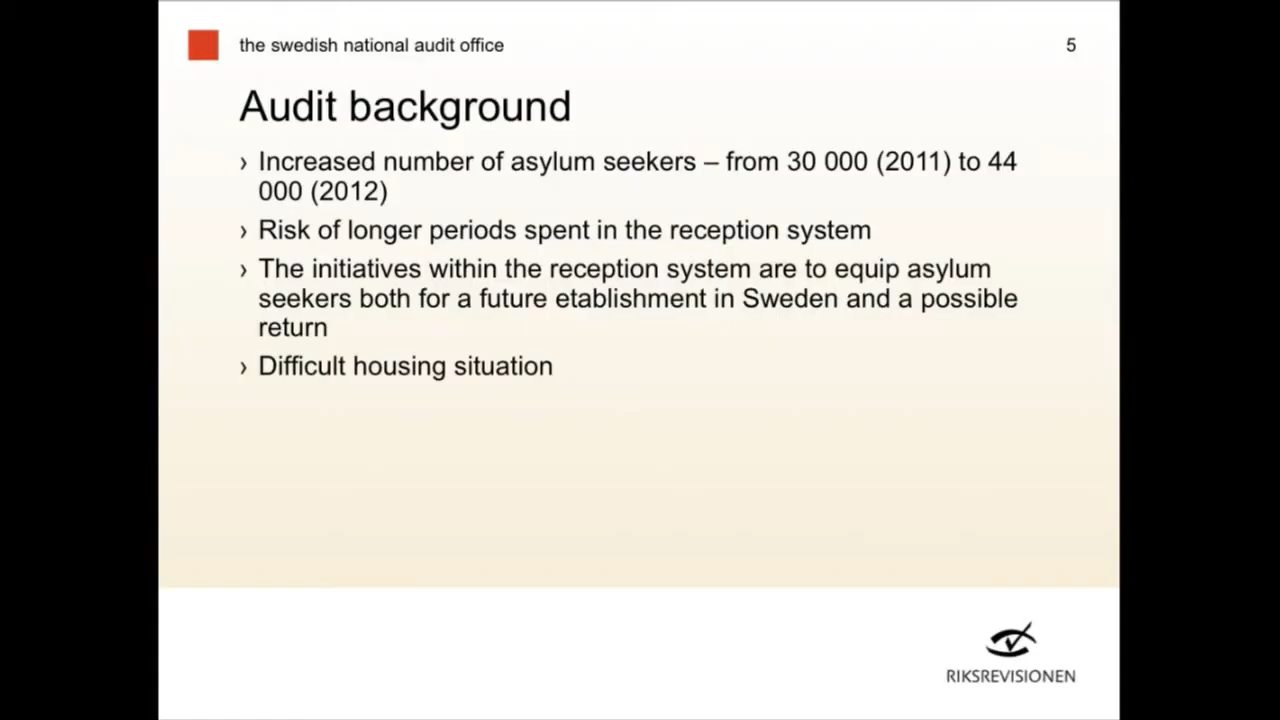 the swedish national audit office
5
Audit background
› Increased number of asylum seekers – from 30 000 (2011) to 44
000 (2012)
› Risk of longer periods spent in the reception system
› The initiatives within the reception system are to equip asylum
seekers both for a future etablishment in Sweden and a possible
return
› Difficult housing situation
RIKSREVISIONEN